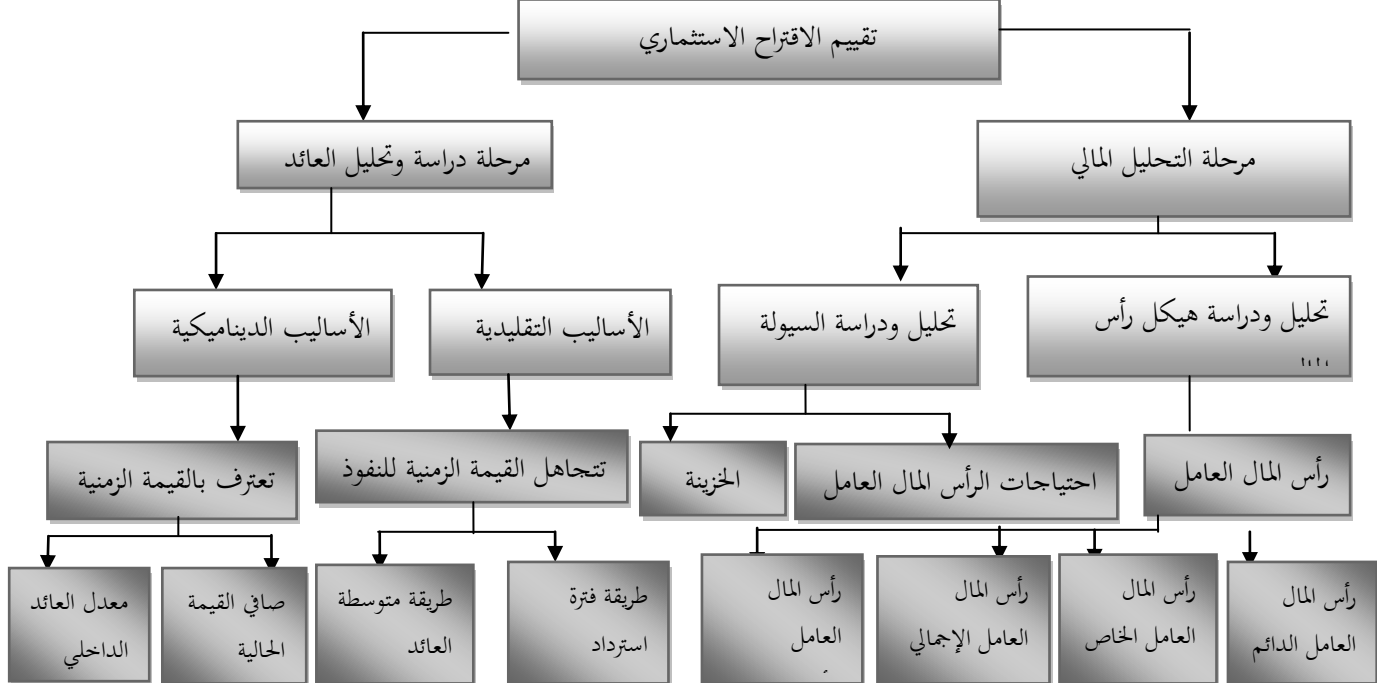 تقييم الاقتراح الاستثماري
مرحلة التحليل المالي
مرحلة دراسة وتحليل العائد
تحليل ودراسة هيكل رأس
تحليل ودراسة السيولة
الأساليب التقليدية
الأساليب الديناميكية
رأس المال العامل
احتياجات الرأس المال العامل
الخزينة
تتجاهل القيمة الزمنية للنفوذ
تعترف بالقيمة الزمنية
رأس المال
العامل الدائم
رأس المال
العامل الخاص
رأس المال
العامل الإجمالي
رأس المال
العامل
طريقة فترة
استرداد
طريقة متوسطة
العائد
صافي القيمة
الحالية
معدل العائد
الداخلي